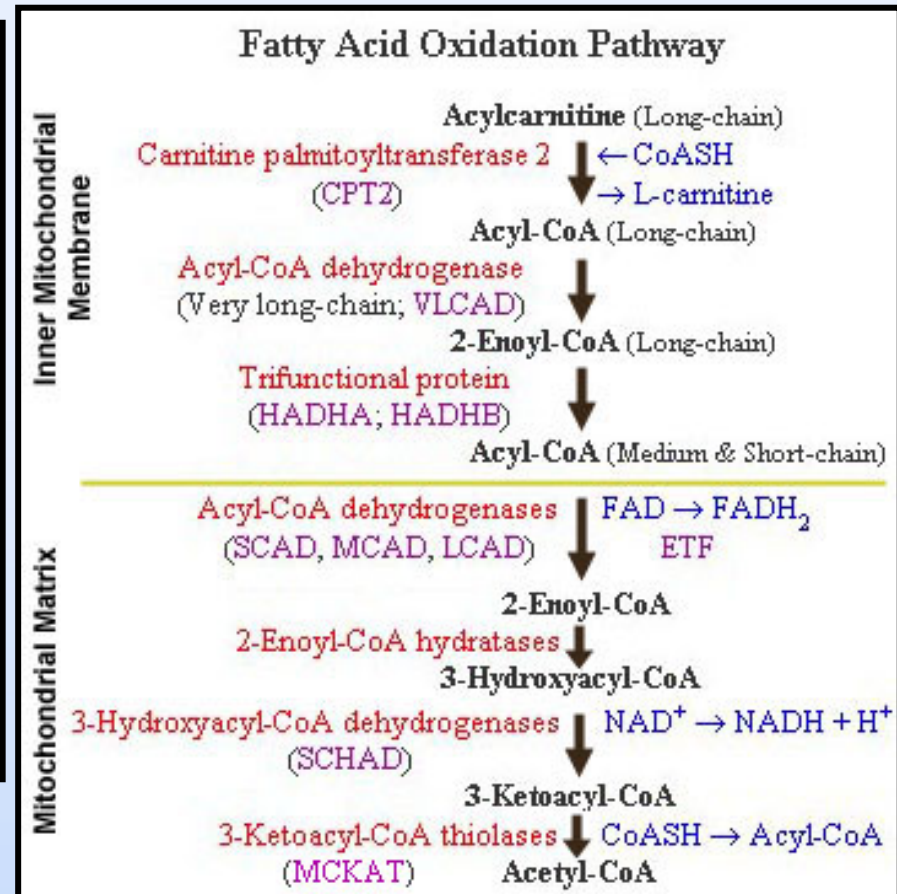 Fatty Acid Oxidation Pathway
Inner Mitochondrial
Membrane
Acylcarnitine (Long-chain)
Carnitine palmitoyltransferase 2
(CPT2)
← CoASH
→ L-carnitine
Acyl-CoA (Long-chain)
Acyl-CoA dehydrogenase
(Very long-chain; VLCAD)
2-Enoyl-CoA (Long-chain)
Trifunctional protein
(HADHA; HADHB)
Acyl-CoA (Medium & Short-chain)
Mitochondrial Matrix
Acyl-CoA dehydrogenases
(SCAD, MCAD, LCAD)
FAD → FADH₂
ETF
2-Enoyl-CoA
2-Enoyl-CoA hydratases
3-Hydroxyacyl-CoA
3-Hydroxyacyl-CoA dehydrogenases
(SCHAD)
NAD⁺ → NADH + H⁺
3-Ketoacyl-CoA
3-Ketoacyl-CoA thiolases
(MCKAT)
CoASH → Acyl-CoA
Acetyl-CoA